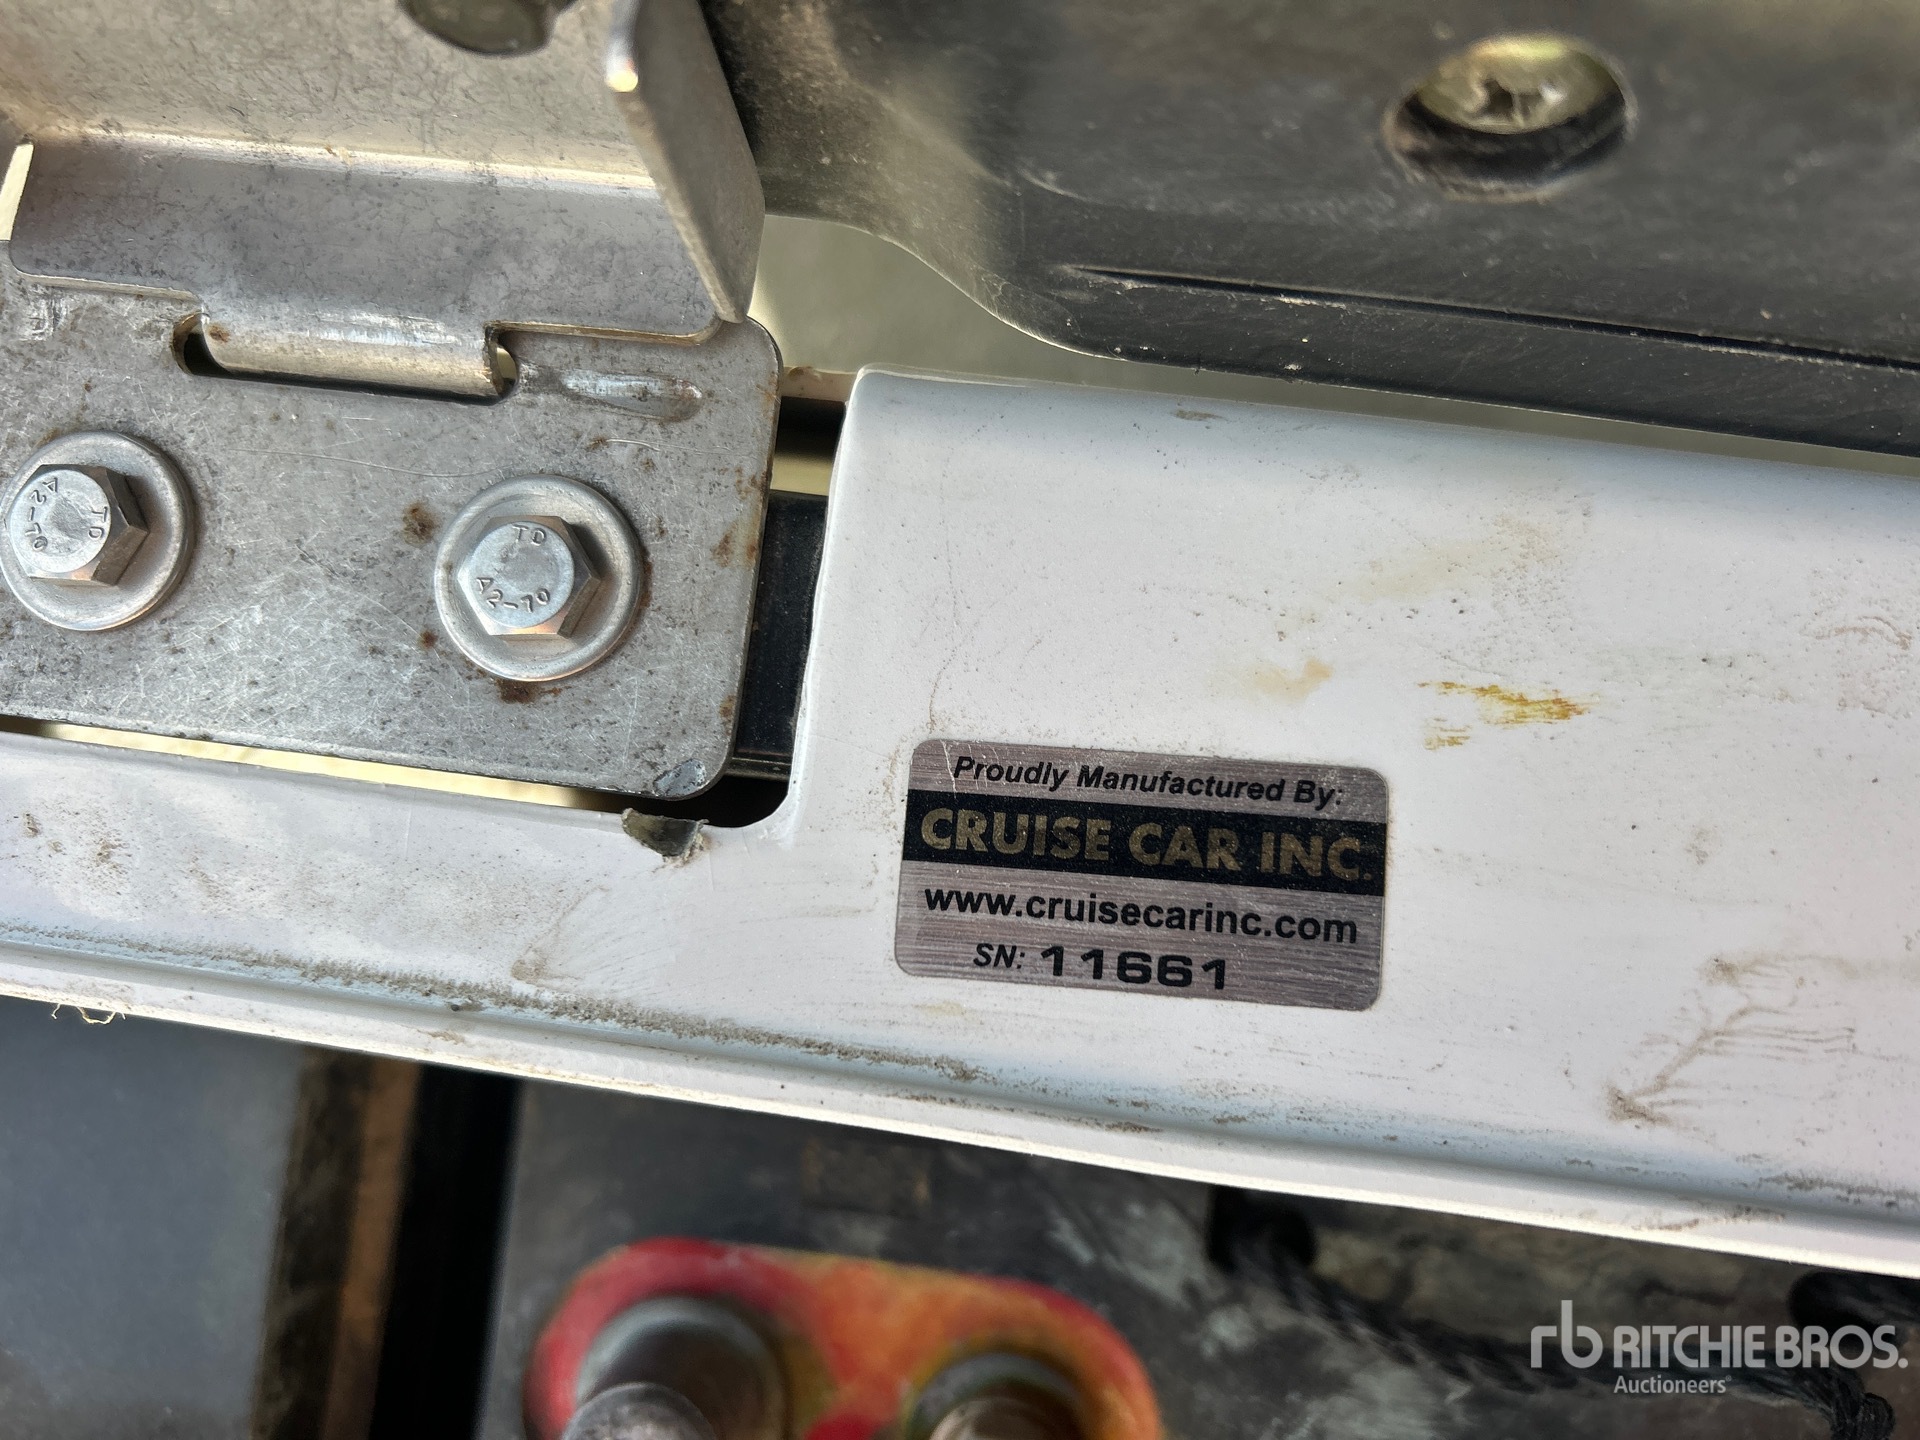 TD
A2-70
TD
A2-70
Proudly Manufactured By:
CRUISE CAR INC.
www.cruisecarinc.com
SN: 11661
rb RITCHIE BROS.
Auctioneers